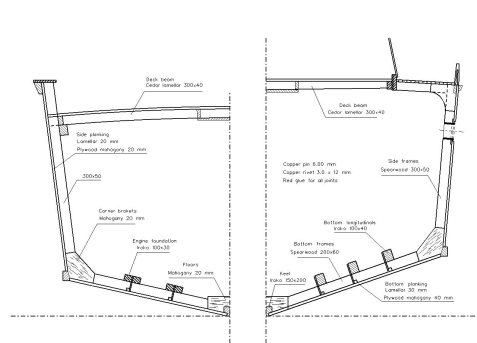 Deck beam
Cedar lamellar 300x40
Side planking
Lamellar 20 mm
Plywood mahogany 20 mm
300x50
Corner brakets
Mahogany 20 mm
Engine foundation
Iroko 100x30
Floors
Mahogany 20 mm
Deck beam
Cedar lamellar 300x40
Copper pin 6.00 mm
Copper rivet 3.0 x 12 mm
Red glue for all joints
Side frames
Spearwood 300x50
Bottom longitudinals
Iroko 100x40
Bottom frames
Spearwood 200x60
Keel
Iroko 150x200
Bottom planking
Lamellar 30 mm
Plywood mahogany 40 mm